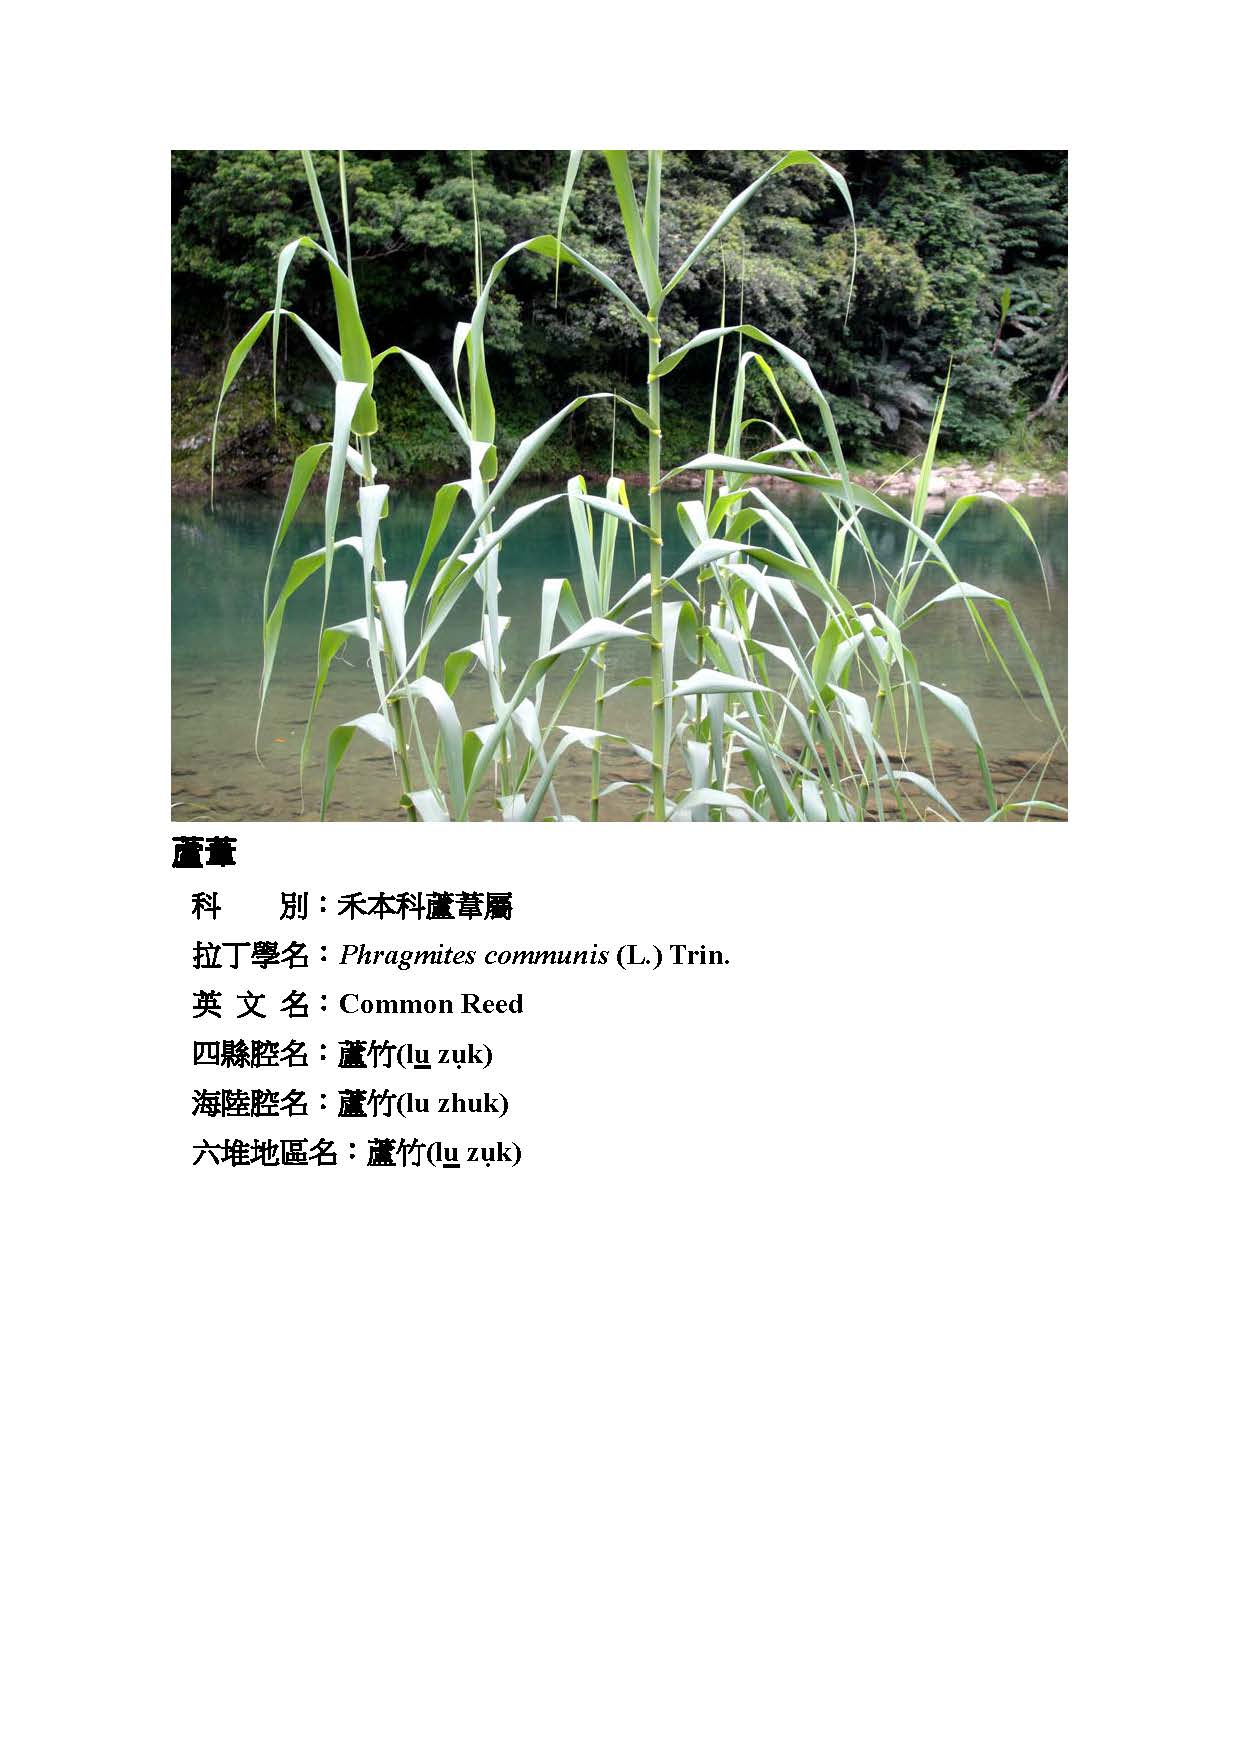 蘆葦
科　　別：禾本科蘆葦屬
拉丁學名：Phragmites communis (L.) Trin.
英 文 名：Common Reed
四縣腔名：蘆竹(lu̲ zṳk)
海陸腔名：蘆竹(lu zhuk)
六堆地區名：蘆竹(lu̲ zụk)